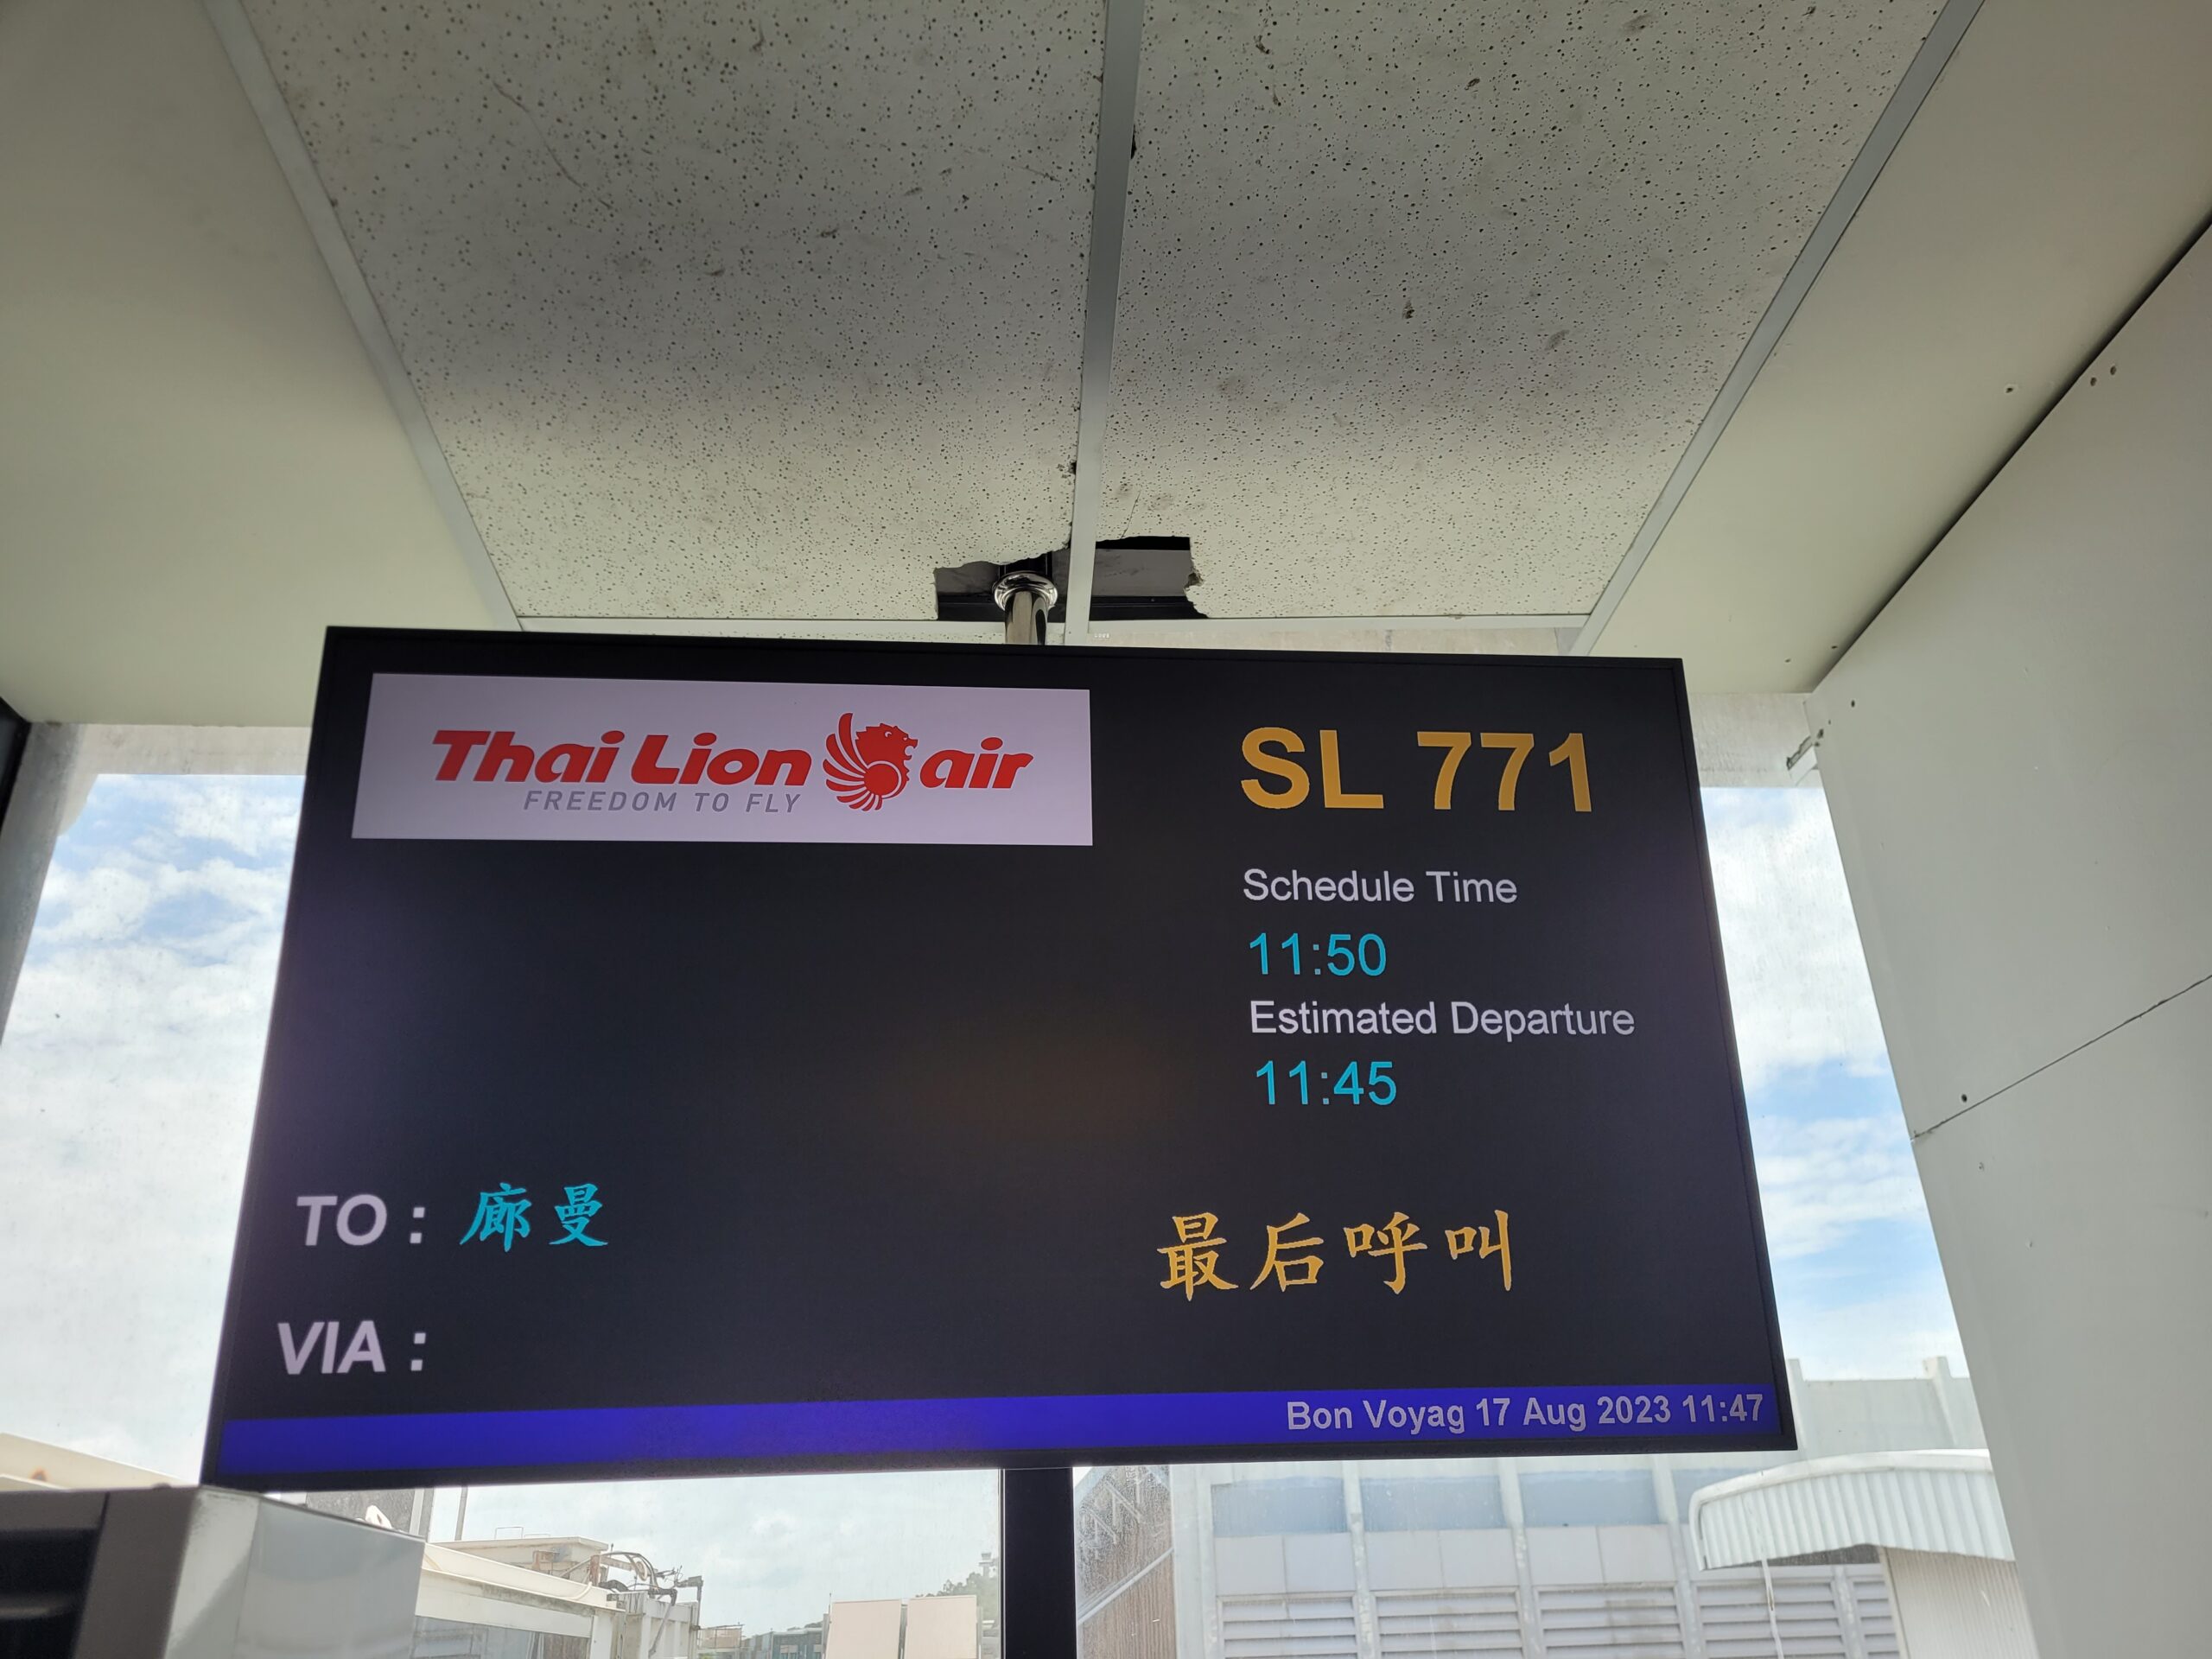 Thai Lion air
FREEDOM TO FLY
SL 771
Schedule Time
11:50
Estimated Departure
11:45
TO : 廊曼
最后呼叫
VIA :
Bon Voyag 17 Aug 2023 11:47